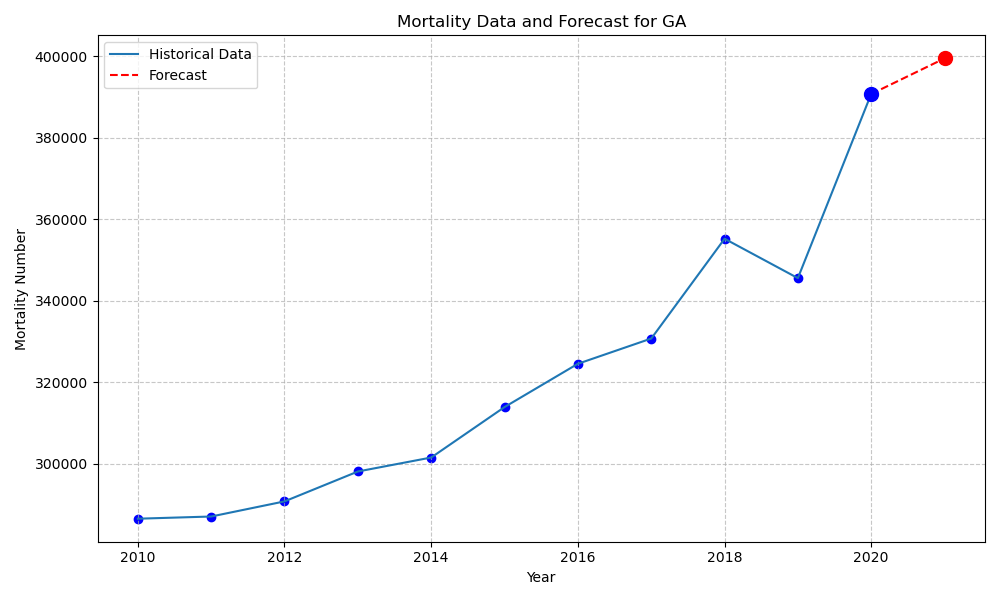 Mortality Data and Forecast for GA
Historical Data
Forecast
Mortality Number
400000
380000
360000
340000
320000
300000
2010
2012
2014
2016
2018
2020
Year